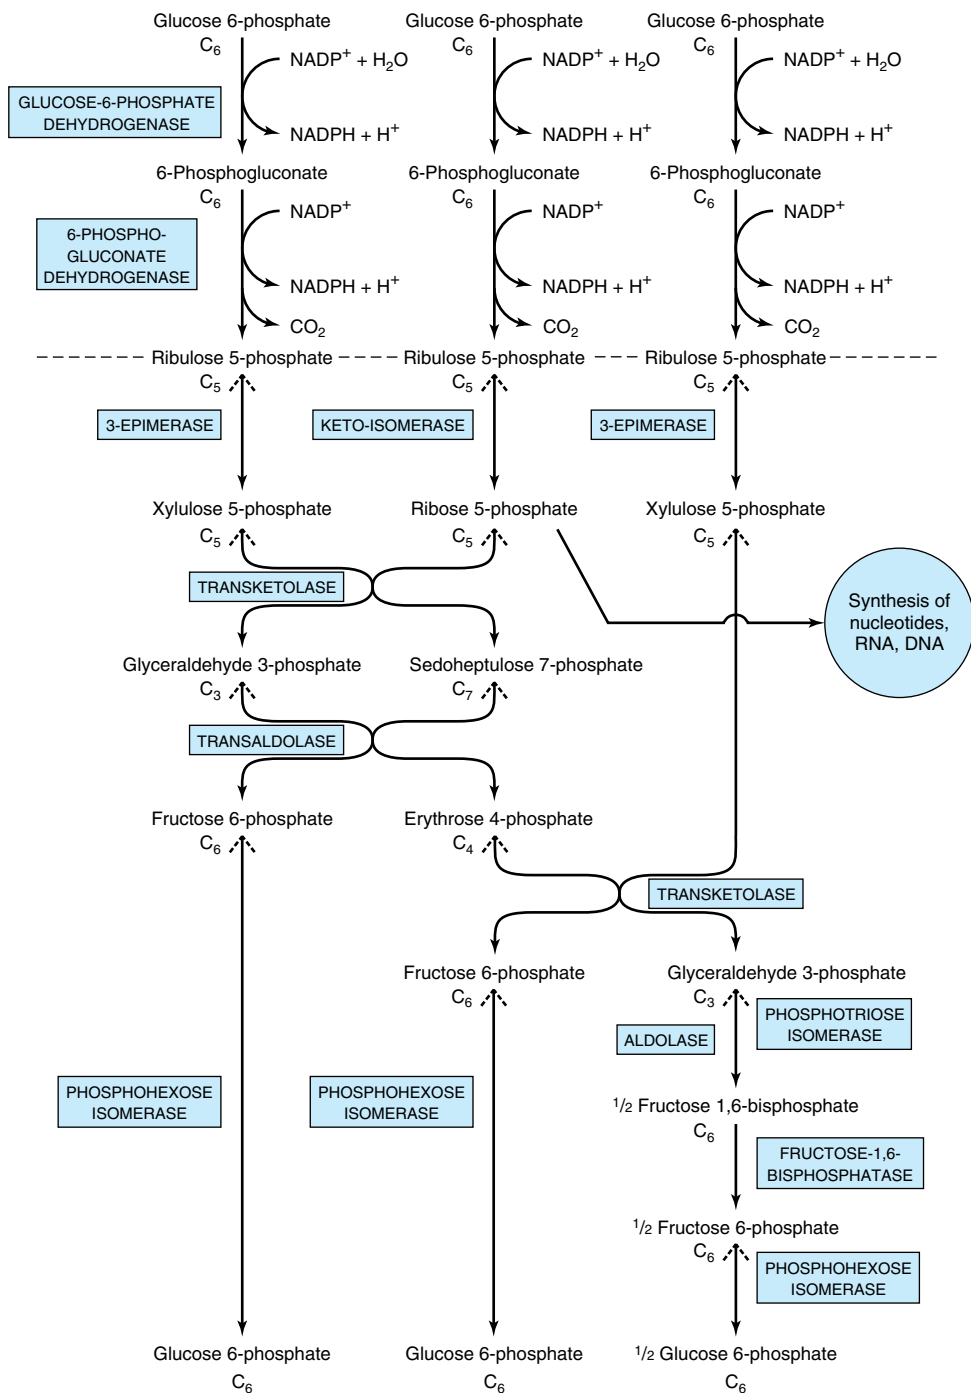 Glucose 6-phosphate Glucose 6-phosphate Glucose 6-phosphate
C6 C6 C6
NADP+ + H2O NADP+ + H2O NADP+ + H2O
GLUCOSE-6-PHOSPHATE
DEHYDROGENASE
NADPH + H+ NADPH + H+ NADPH + H+
6-Phosphogluconate 6-Phosphogluconate 6-Phosphogluconate
C6 C6 C6
NADP+ NADP+ NADP+
6-PHOSPHO-
GLUCONATE
DEHYDROGENASE
NADPH + H+ NADPH + H+ NADPH + H+
CO2 CO2 CO2
Ribulose 5-phosphate Ribulose 5-phosphate Ribulose 5-phosphate
C5 C5 C5
3-EPIMERASE KETO-ISOMERASE 3-EPIMERASE
Xylulose 5-phosphate Ribose 5-phosphate Xylulose 5-phosphate
C5 C5 C5
TRANSKETOLASE
Synthesis of
nucleotides,
RNA, DNA
Glyceraldehyde 3-phosphate Sedoheptulose 7-phosphate
C3 C7
TRANSALDOLASE
Fructose 6-phosphate Erythrose 4-phosphate
C6 C4
TRANSKETOLASE
Fructose 6-phosphate Glyceraldehyde 3-phosphate
C6 C3
PHOSPHOTRIOSE
ISOMERASE
ALDOLASE
PHOSPHOHEXOSE
ISOMERASE
PHOSPHOHEXOSE
ISOMERASE
1/2 Fructose 1,6-bisphosphate
C6
FRUCTOSE-1,6-
BISPHOSPHATASE
1/2 Fructose 6-phosphate
C6
PHOSPHOHEXOSE
ISOMERASE
Glucose 6-phosphate Glucose 6-phosphate 1/2 Glucose 6-phosphate
C6 C6 C6